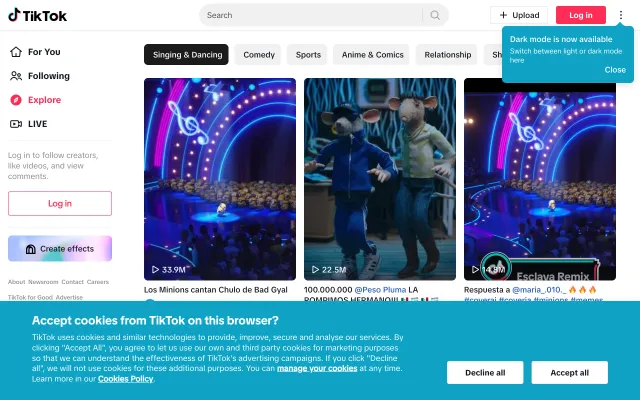 TikTok
Search
Upload
Log in
Dark mode is now available
Switch between light or dark mode
here
Close
For You
Following
Explore
LIVE
Log in to follow creators,
like videos, and view
comments.
Log in
Create effects
About Newsroom Contact Careers
TikTok for Good Advertise
Singing & Dancing
Comedy
Sports
Anime & Comics
Relationship
Sh
33.9M
Los Minions cantan Chulo de Bad Gyal
22.5M
100.000.000 @Peso Pluma LA
ROMPIMOS HERMANO!!!
Esclava Remix
Respuesta a @maria_.010._ 🔥🔥🔥
#coverai #coveria #minions #memes
Accept cookies from TikTok on this browser?
TikTok uses cookies and similar technologies to provide, improve, secure and analyse our services. By
clicking "Accept All", you agree to let us use our own and third party cookies for marketing purposes
so that we can understand the effectiveness of TikTok's advertising campaigns. If you click "Decline
all", we will not use cookies for these additional purposes. You can manage your cookies at any time.
Learn more in our Cookies Policy.
Decline all
Accept all